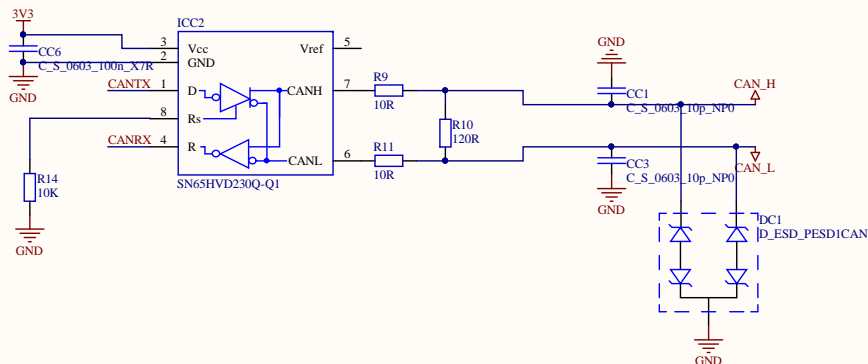 3V3
CC6
C_S_0603_100n_X7R
GND
ICC2
3 Vcc
2 GND
CANTX 1 D
8 Rs
CANRX 4 R
Vref 5
CANH 7
CANL 6
SN65HVD230Q-Q1
R14
10K
GND
R9
10R
R10
120R
R11
10R
GND
CC1
C_S_0603_10p_NP0
CAN_H
CC3
C_S_0603_10p_NP0
GND
CAN_L
DC1
D_ESD_PESD1CAN
GND